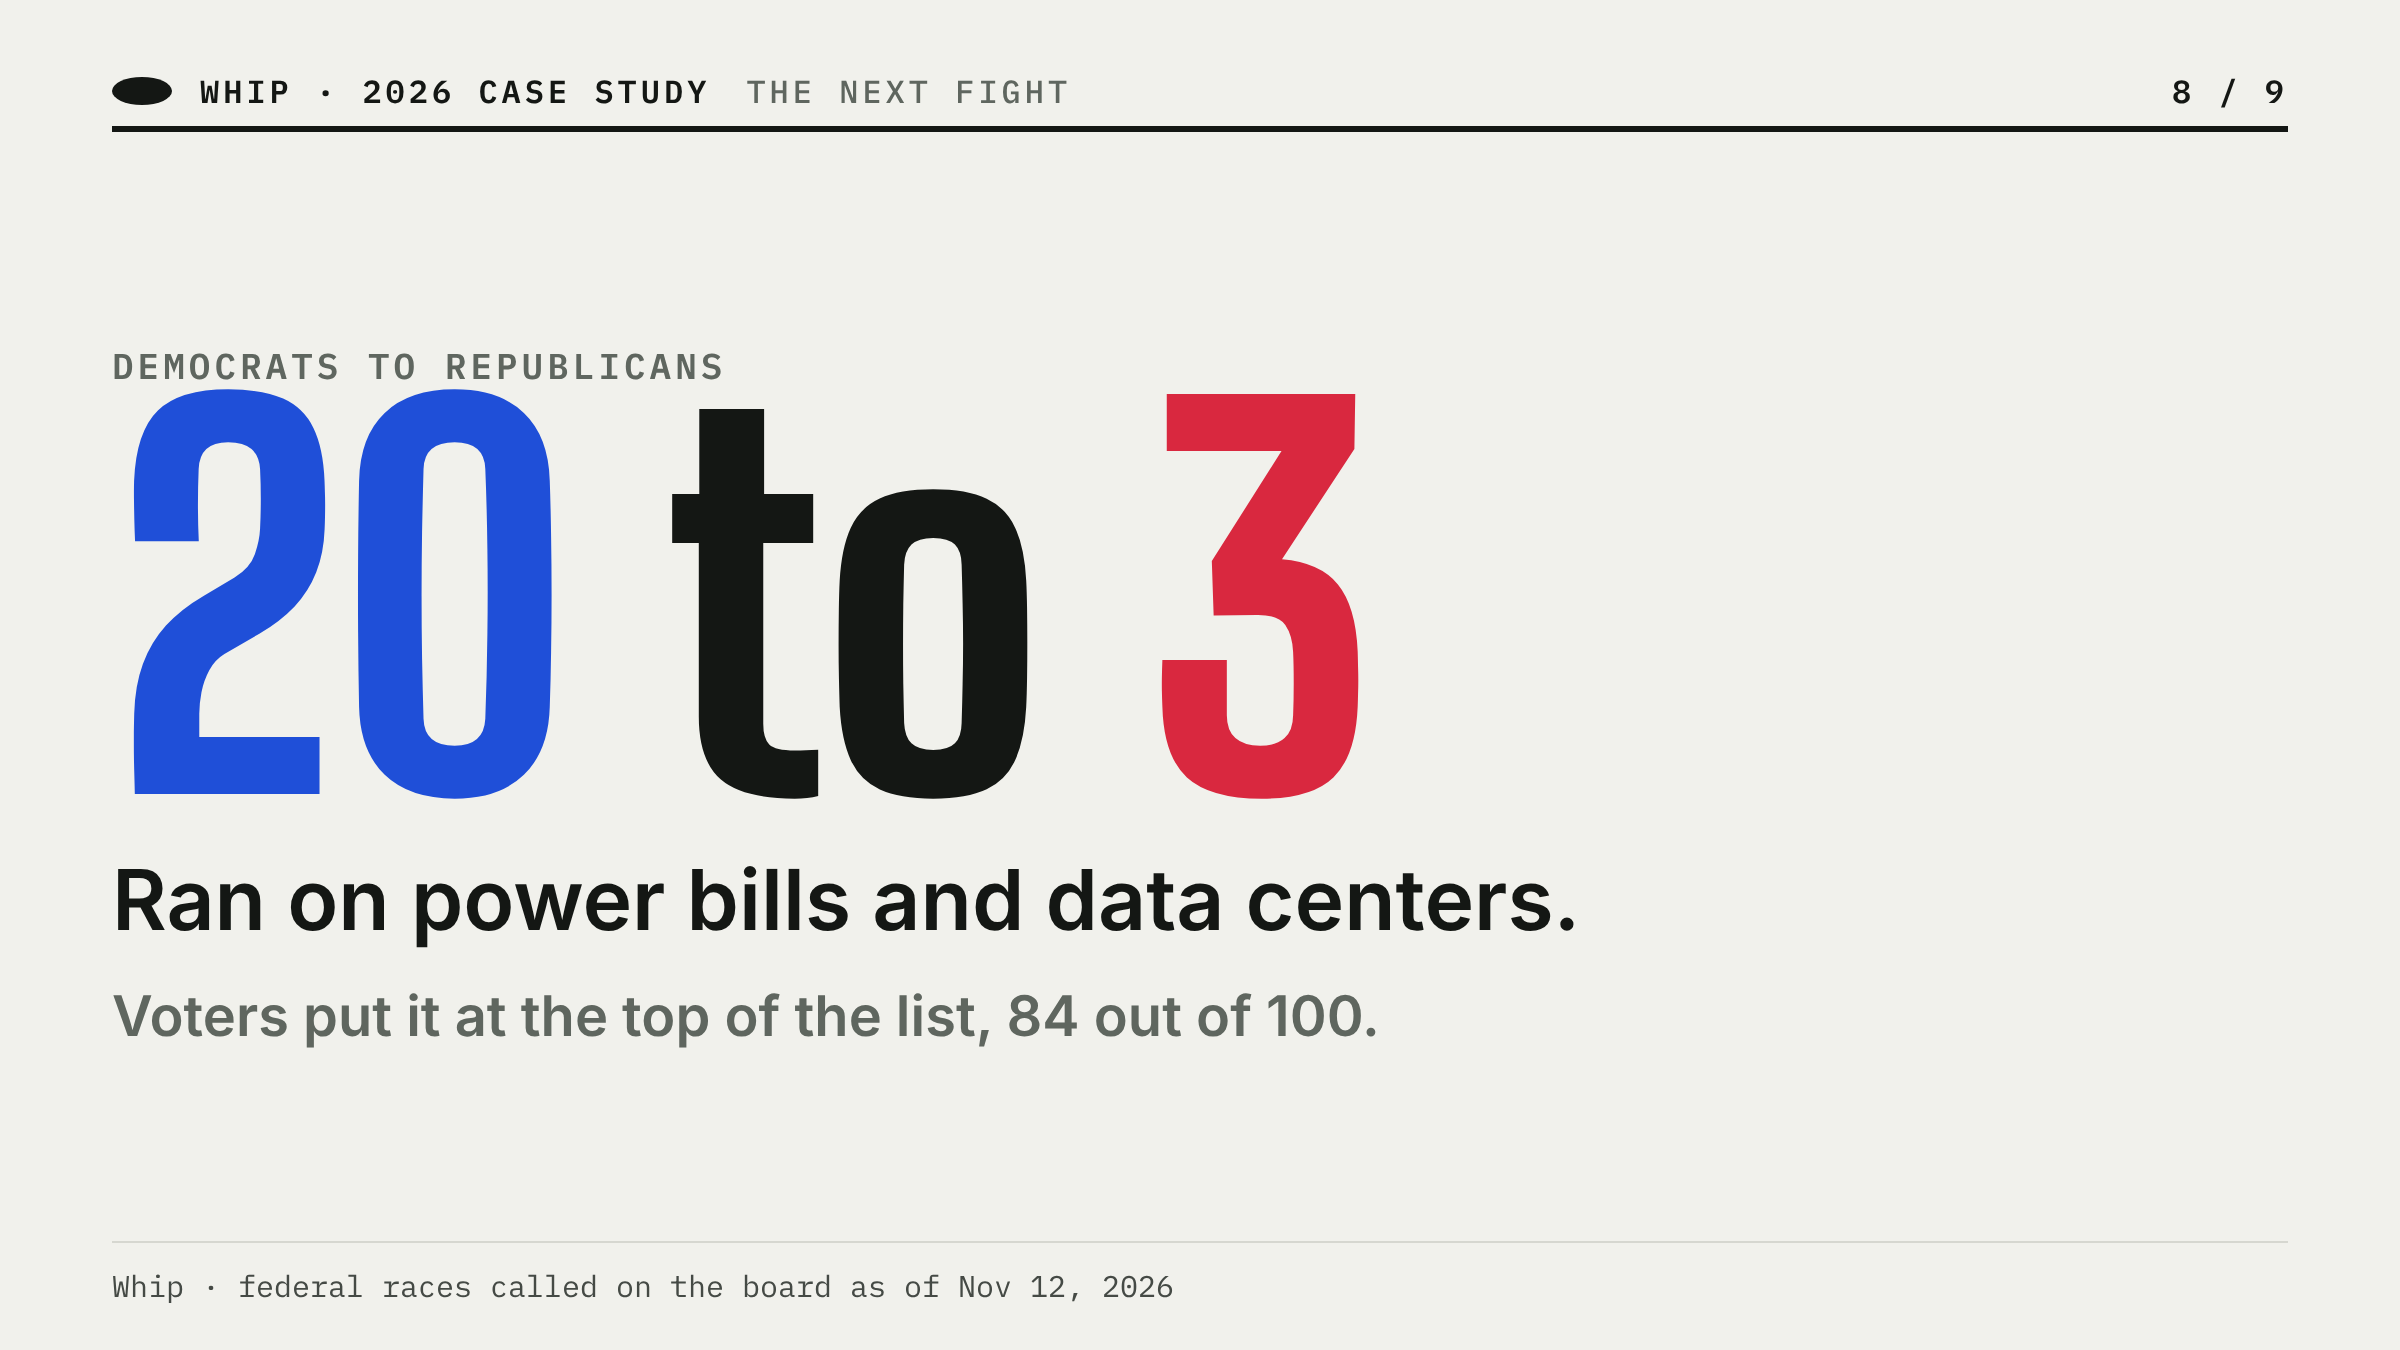 WHIP · 2026 CASE STUDY THE NEXT FIGHT 8 / 9
DEMOCRATS TO REPUBLICANS
20 to 3
Ran on power bills and data centers.
Voters put it at the top of the list, 84 out of 100.
Whip · federal races called on the board as of Nov 12, 2026